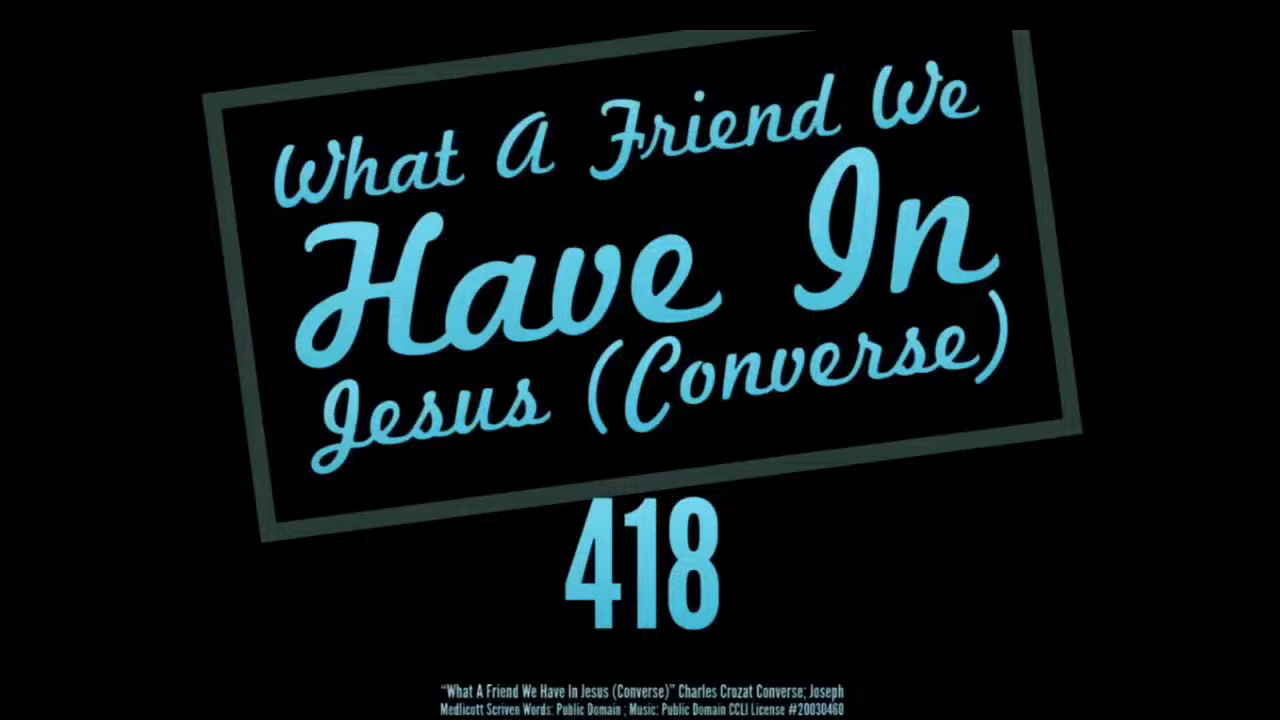 What A Friend We
Have In
Jesus (Converse)
418
“What A Friend We Have In Jesus (Converse)” Charles Crozat Converse; Joseph
Medlicott Scriven Words: Public Domain ; Music: Public Domain CCLI License #20030460